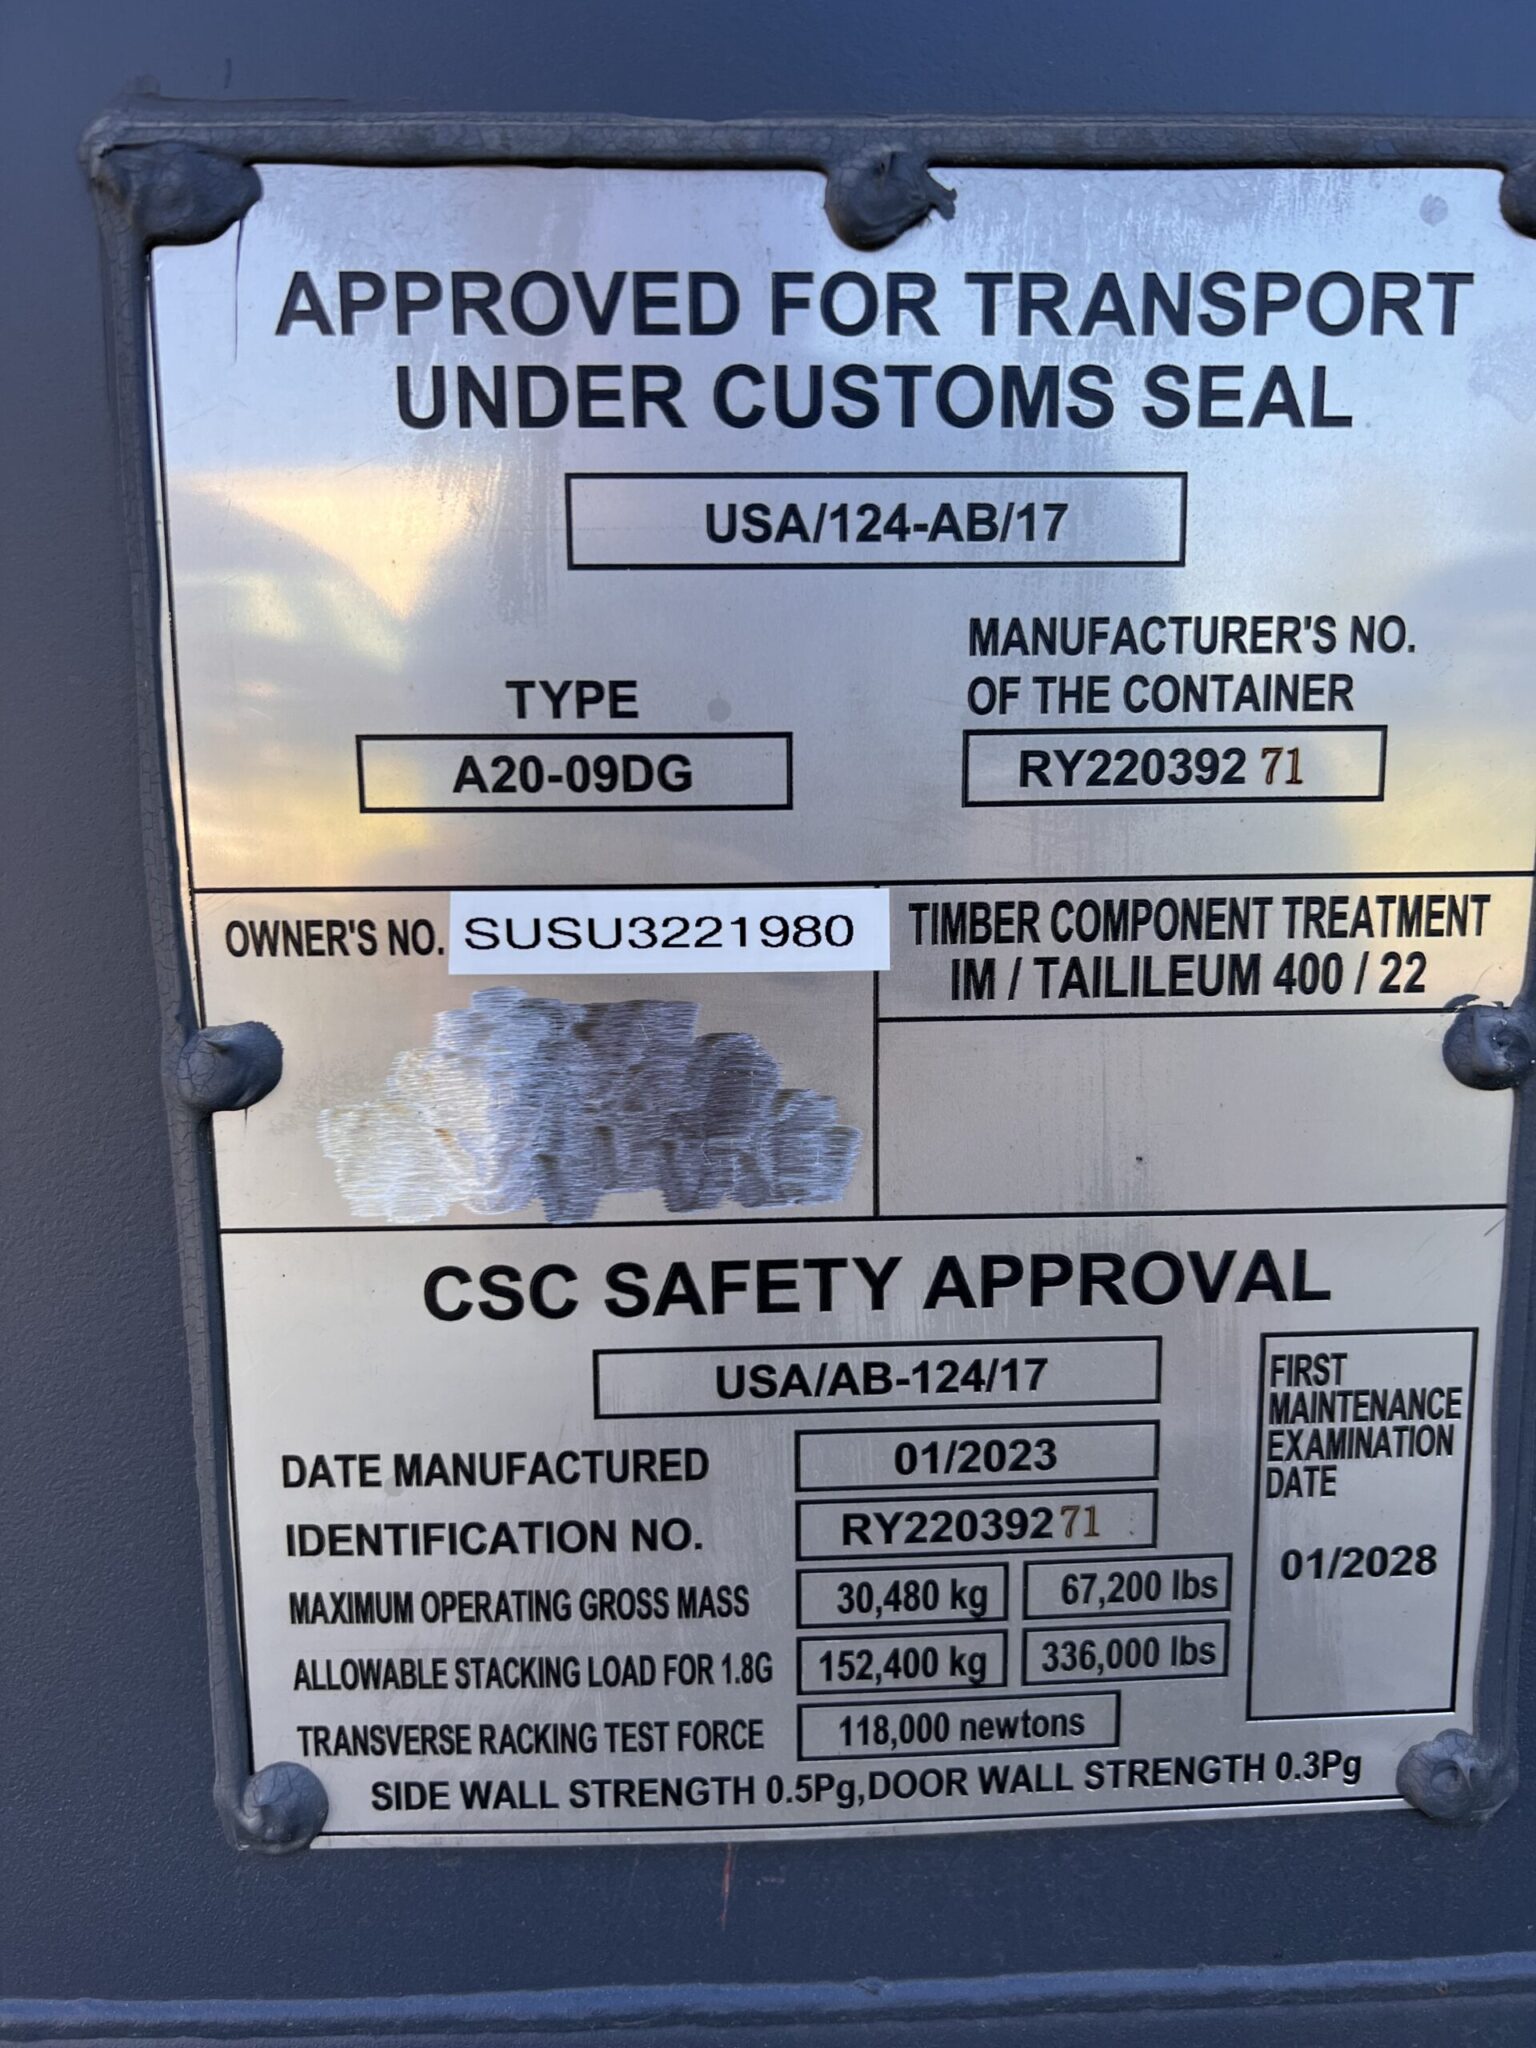 APPROVED FOR TRANSPORT
UNDER CUSTOMS SEAL
USA/124-AB/17
TYPE
A20-09DG
MANUFACTURER'S NO.
OF THE CONTAINER
RY220392 71
OWNER'S NO. SUSU3221980
TIMBER COMPONENT TREATMENT
IM / TAILILEUM 400 / 22
CSC SAFETY APPROVAL
USA/AB-124/17
DATE MANUFACTURED 01/2023
IDENTIFICATION NO. RY220392 71
MAXIMUM OPERATING GROSS MASS 30,480 kg 67,200 lbs
ALLOWABLE STACKING LOAD FOR 1.8G 152,400 kg 336,000 lbs
TRANSVERSE RACKING TEST FORCE 118,000 newtons
SIDE WALL STRENGTH 0.5Pg,DOOR WALL STRENGTH 0.3Pg
FIRST
MAINTENANCE
EXAMINATION
DATE
01/2028